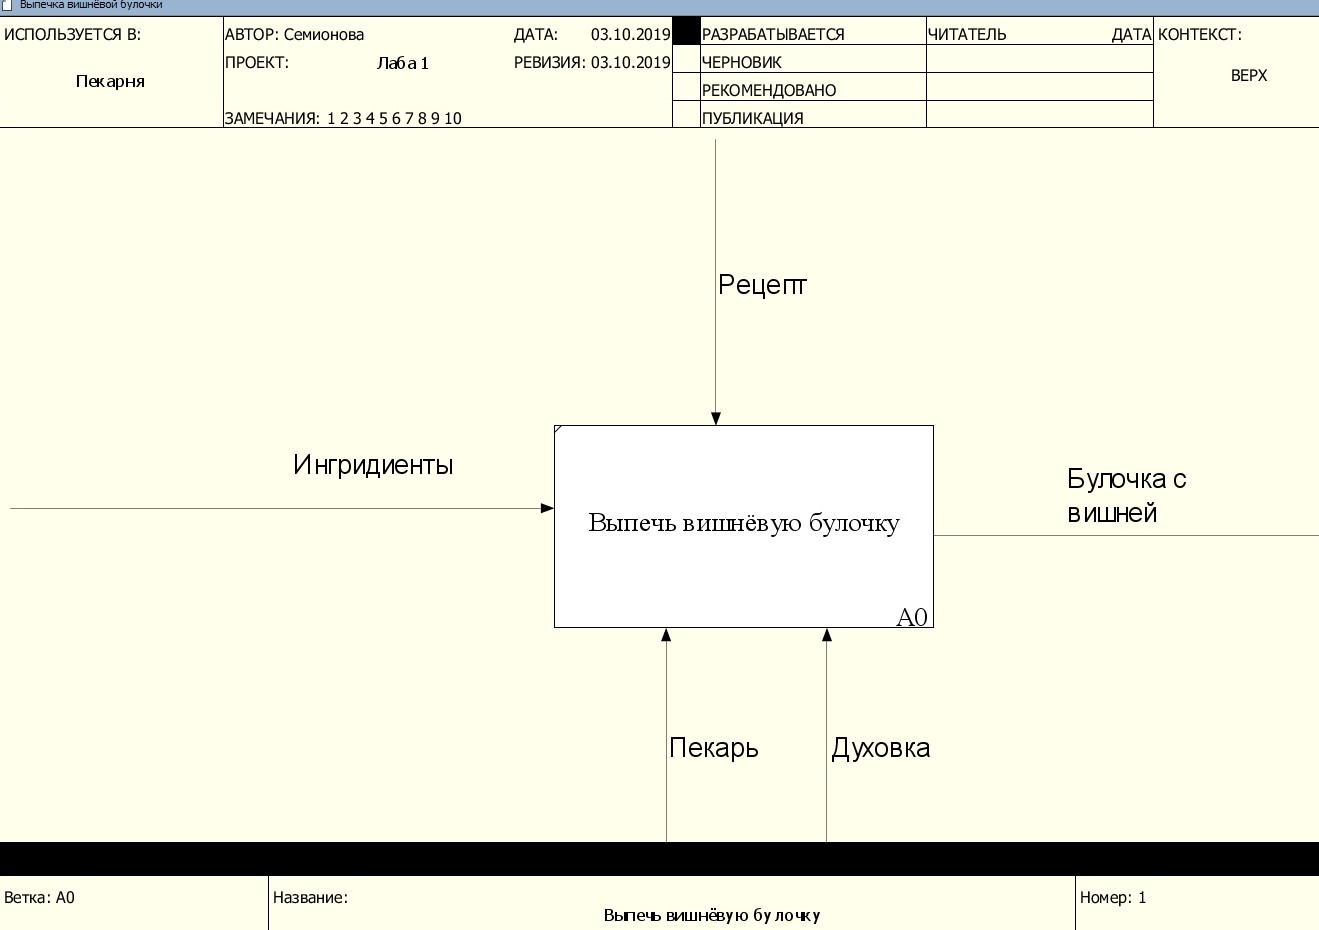 Выпечка вишнёвой булочки
ИСПОЛЬЗУЕТСЯ В:
Пекарня
АВТОР: Семионова
ДАТА: 03.10.2019
ПРОЕКТ: Лаба 1
РЕВИЗИЯ: 03.10.2019
ЗАМЕЧАНИЯ: 1 2 3 4 5 6 7 8 9 10
РАЗРАБАТЫВАЕТСЯ
ЧЕРНОВИК
РЕКОМЕНДОВАНО
ПУБЛИКАЦИЯ
ЧИТАТЕЛЬ ДАТА
КОНТЕКСТ:
ВЕРХ
Рецепт
Ингридиенты
Выпечь вишнёвую булочку
A0
Булочка с
вишней
Пекарь
Духовка
Ветка: A0
Название:
Выпечь вишнёвую булочку
Номер: 1